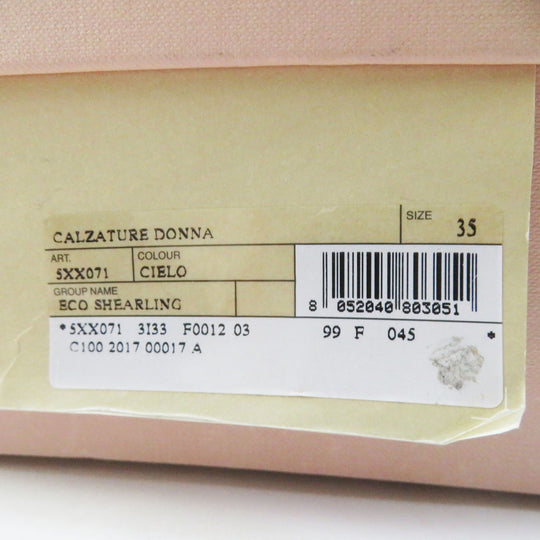 CALZATURE DONNA
SIZE 35
ART. COLOUR
5XX071 CIELO
GROUP NAME
ECO SHEARLING
8 052040 803051
*5XX071 3I33 F0012 03 99 F 045 *
C100 2017 00017 A